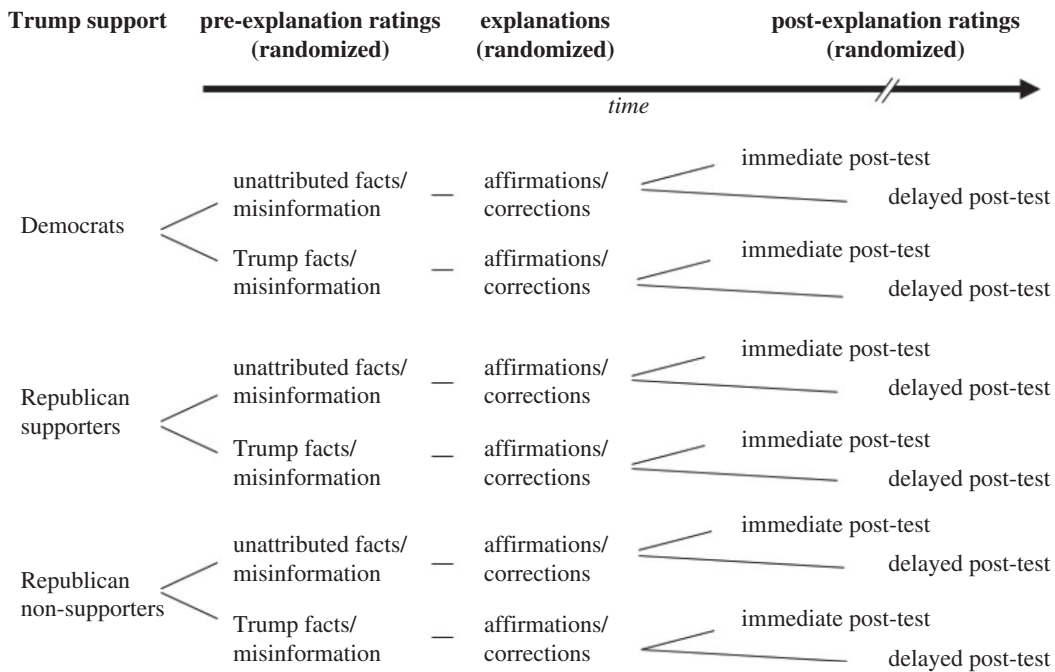 Trump support pre-explanation ratings explanations post-explanation ratings
(randomized) (randomized) (randomized)
time
Democrats
unattributed facts/
misinformation
affirmations/
corrections
immediate post-test
delayed post-test
Trump facts/
misinformation
affirmations/
corrections
immediate post-test
delayed post-test
Republican
supporters
unattributed facts/
misinformation
affirmations/
corrections
immediate post-test
delayed post-test
Trump facts/
misinformation
affirmations/
corrections
immediate post-test
delayed post-test
Republican
non-supporters
unattributed facts/
misinformation
affirmations/
corrections
immediate post-test
delayed post-test
Trump facts/
misinformation
affirmations/
corrections
immediate post-test
delayed post-test